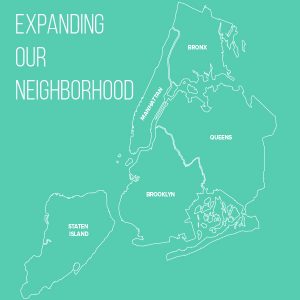 EXPANDING
OUR
NEIGHBORHOOD
BRONX
MANHATTAN
QUEENS
BROOKLYN
STATEN
ISLAND